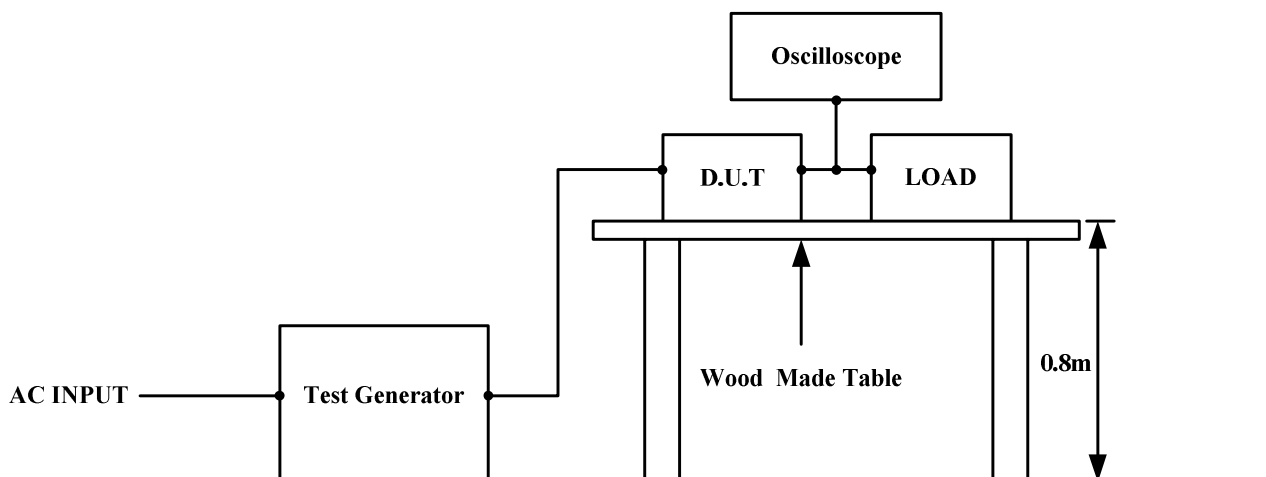 Oscilloscope
D.U.T
LOAD
0.8m
Wood Made Table
AC INPUT
Test Generator